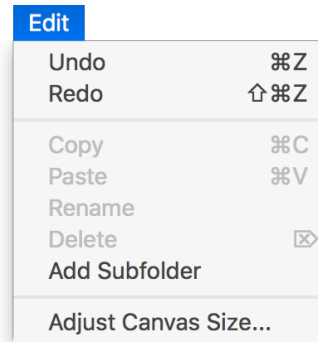 Edit
Undo ⌘Z
Redo ⇧⌘Z
Copy ⌘C
Paste ⌘V
Rename
Delete ⌦
Add Subfolder
Adjust Canvas Size...